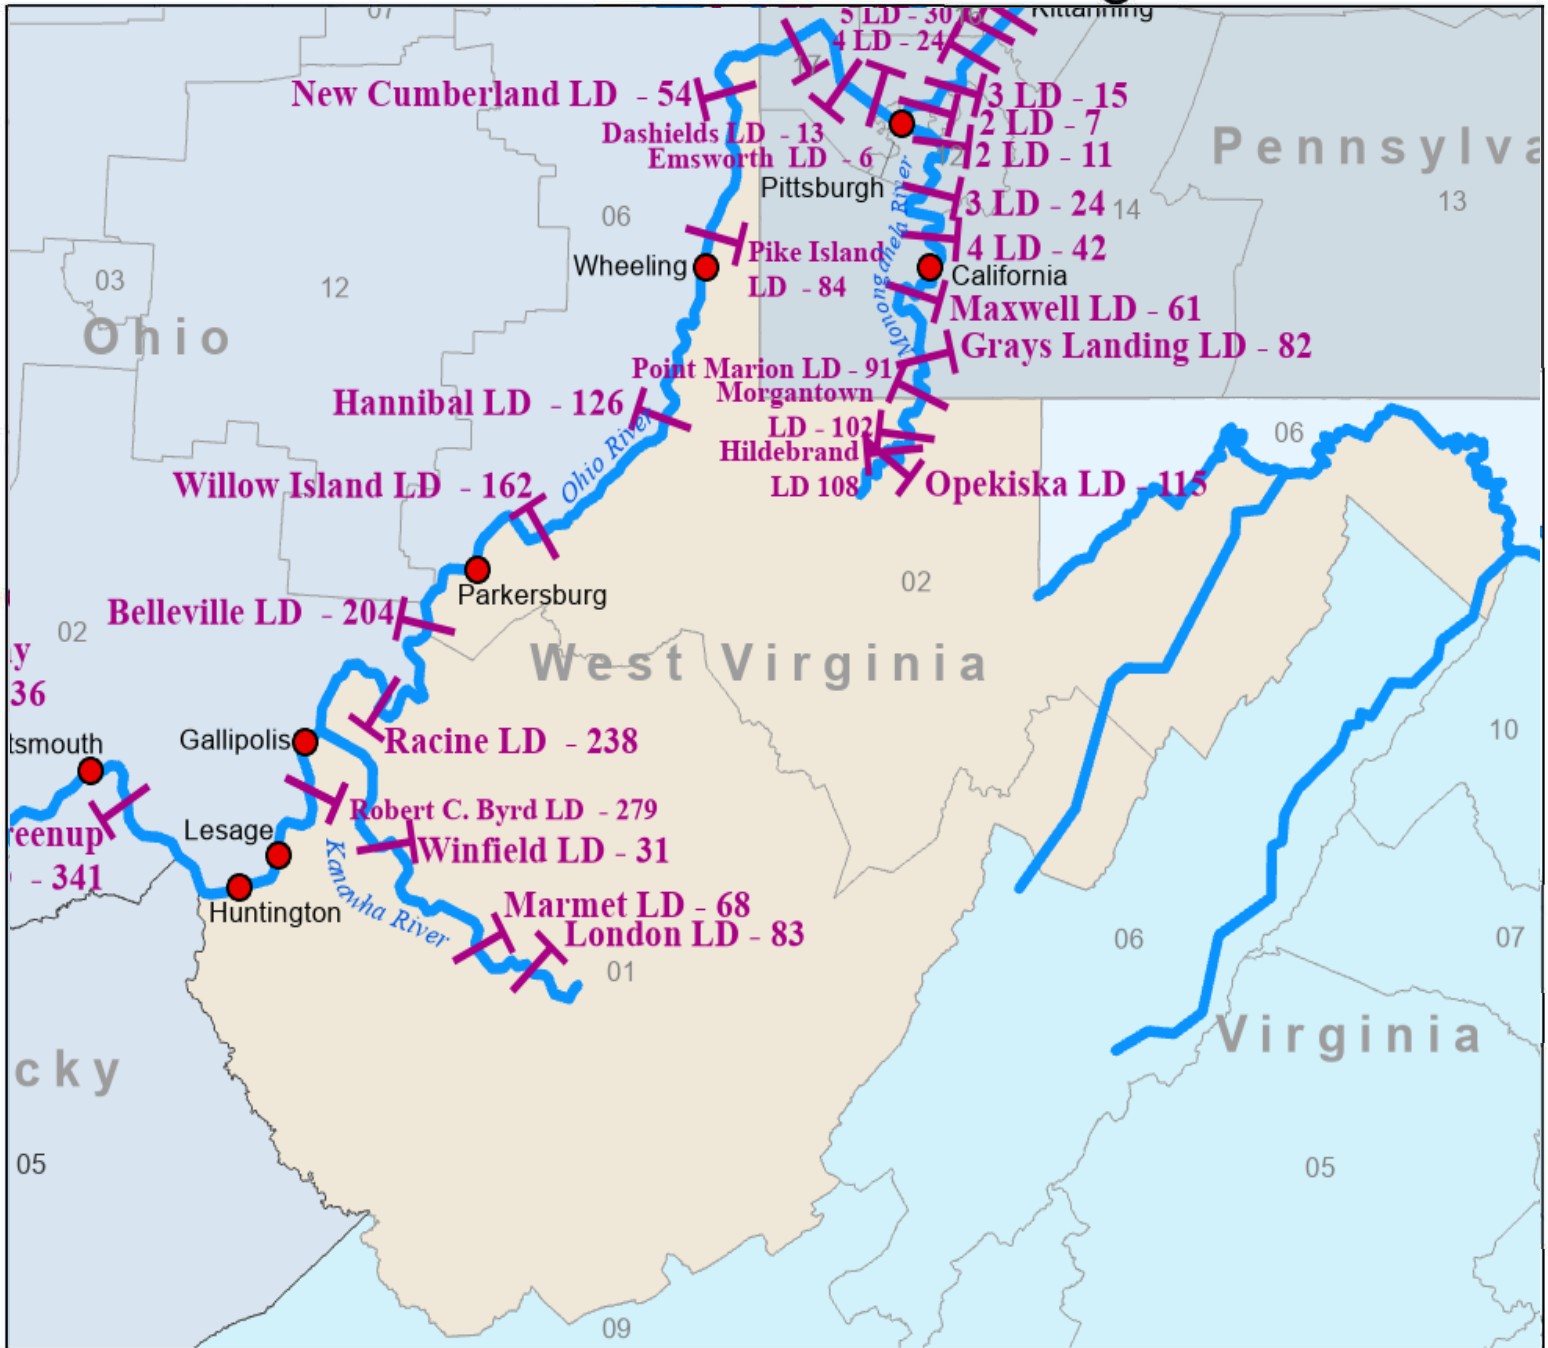 07
Kittanning
5 LD - 30
4 LD - 24
17
New Cumberland LD - 54
3 LD - 15
2 LD - 7
Dashields LD - 13
Emsworth LD - 6
12
2 LD - 11
Pennsylva
Pittsburgh
13
3 LD - 24
14
06
Monongahela River
4 LD - 42
Pike Island
LD - 84
Wheeling
California
03
12
Maxwell LD - 61
Ohio
Grays Landing LD - 82
Point Marion LD - 91
Morgantown
LD - 102
Hannibal LD - 126
Ohio River
06
Hildebrand
LD 108
Opekiska LD - 115
Willow Island LD - 162
02
Parkersburg
Belleville LD - 204
02
West Virginia
y
36
tsmouth
Gallipolis
Racine LD - 238
10
Robert C. Byrd LD - 279
reenup
- 341
Lesage
Winfield LD - 31
Kanawha River
Huntington
Marmet LD - 68
London LD - 83
01
06
07
Virginia
cky
05
05
09